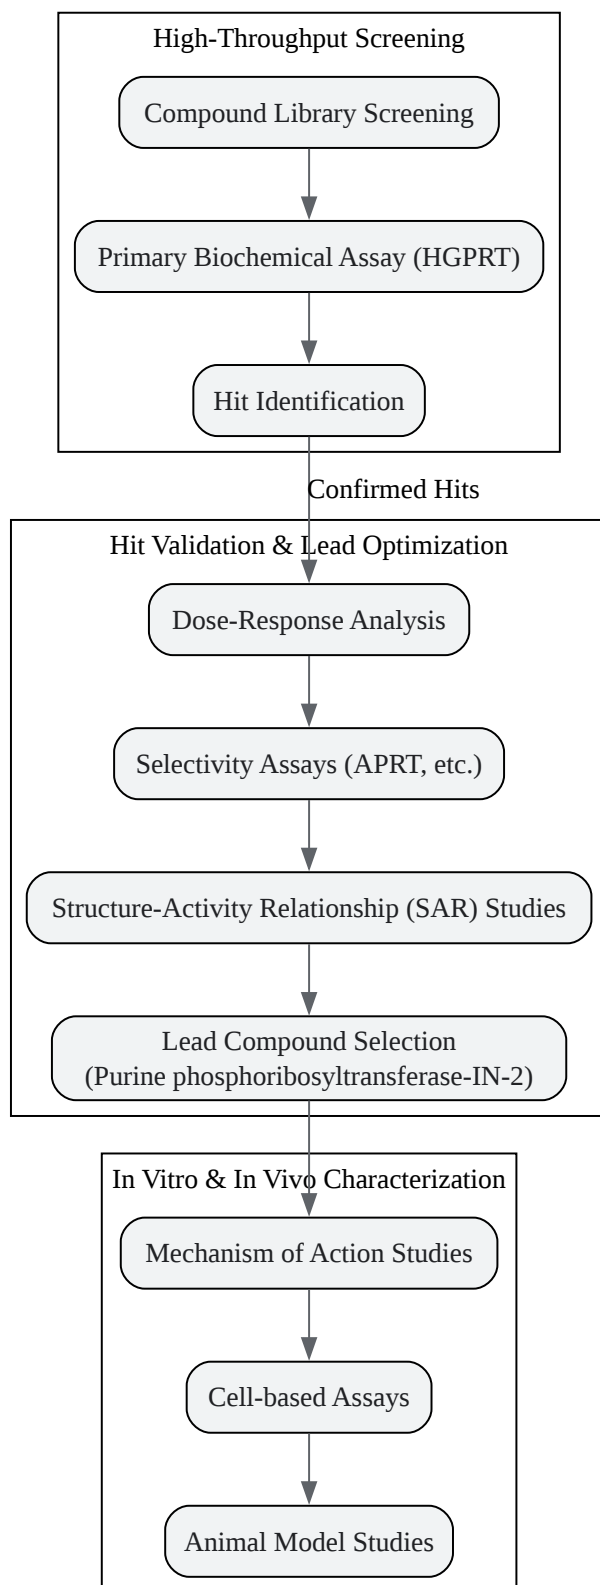 High-Throughput Screening
Compound Library Screening
Primary Biochemical Assay (HGPRT)
Hit Identification
Confirmed Hits
Hit Validation & Lead Optimization
Dose-Response Analysis
Selectivity Assays (APRT, etc.)
Structure-Activity Relationship (SAR) Studies
Lead Compound Selection
(Purine phosphoribosyltransferase-IN-2)
In Vitro & In Vivo Characterization
Mechanism of Action Studies
Cell-based Assays
Animal Model Studies